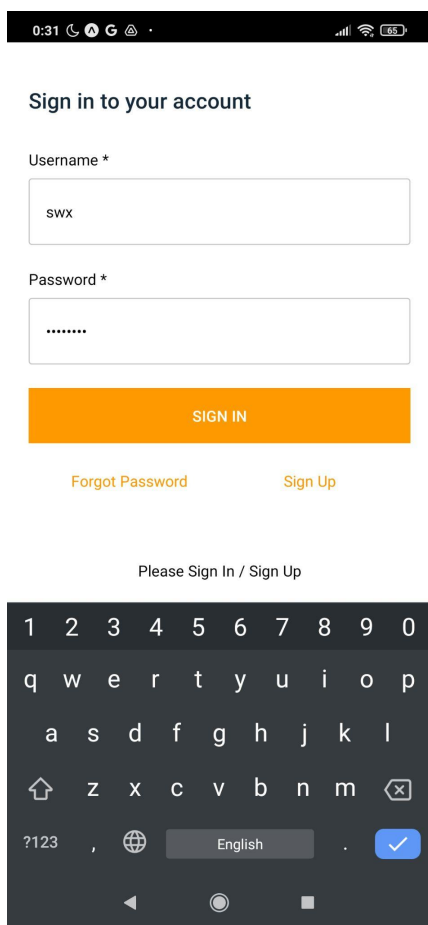 0:31 G 65
Sign in to your account
Username *
swx
Password *
••••••••
SIGN IN
Forgot Password Sign Up
Please Sign In / Sign Up
1 2 3 4 5 6 7 8 9 0
q w e r t y u i o p
a s d f g h j k l
z x c v b n m
?123 , English .